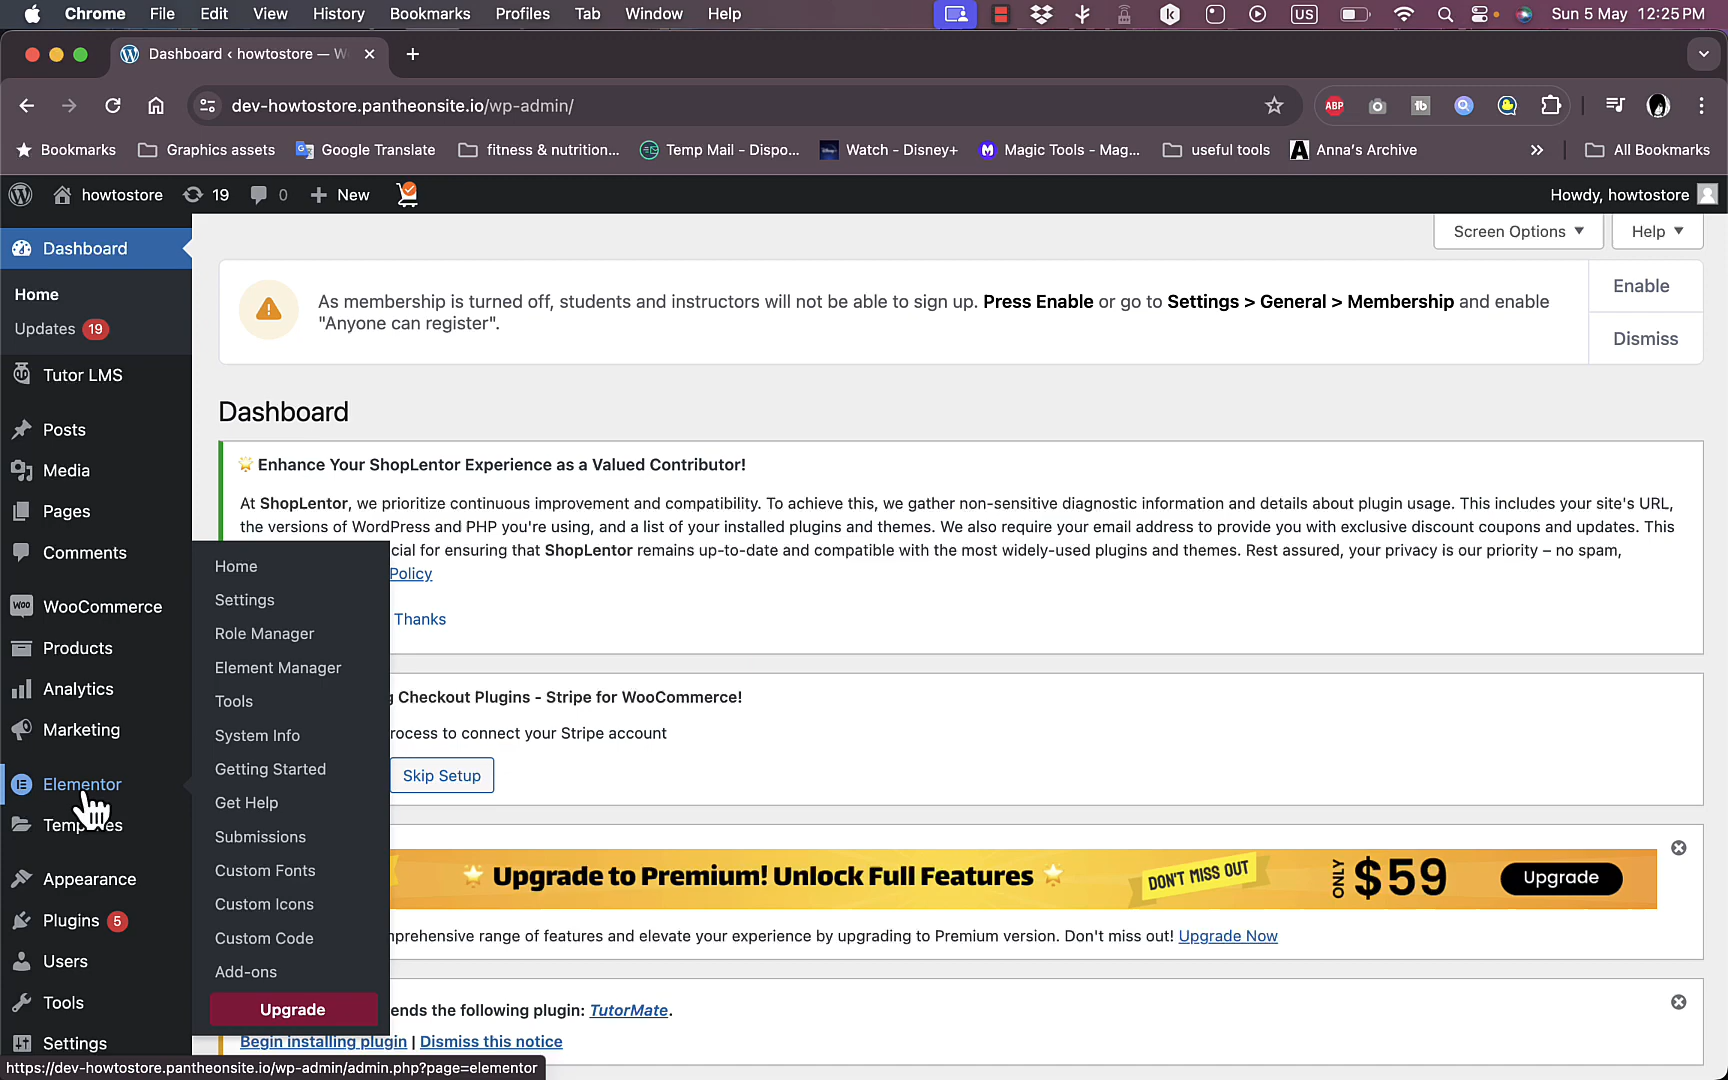 Chrome File Edit View History Bookmarks Profiles Tab Window Help US Sun 5 May 12:25 PM
Dashboard ‹ howtostore — W
dev-howtostore.pantheonsite.io/wp-admin/
ABP tb
Bookmarks Graphics assets Google Translate fitness & nutrition... Temp Mail - Dispo... Watch - Disney+ Magic Tools - Mag... useful tools Anna's Archive » All Bookmarks
howtostore 19 0 + New Howdy, howtostore
Screen Options ▼ Help ▼
Dashboard
Home
Updates 19
Tutor LMS
Posts
Media
Pages
Comments
WooCommerce
Products
Analytics
Marketing
Elementor
Appearance
Plugins 5
Users
Tools
Settings
Home
Settings
Role Manager
Element Manager
Tools
System Info
Getting Started
Get Help
Submissions
Custom Fonts
Custom Icons
Custom Code
Add-ons
Upgrade
As membership is turned off, students and instructors will not be able to sign up. Press Enable or go to Settings > General > Membership and enable
"Anyone can register".
Enable
Dismiss
Dashboard
Enhance Your ShopLentor Experience as a Valued Contributor!
At ShopLentor, we prioritize continuous improvement and compatibility. To achieve this, we gather non-sensitive diagnostic information and details about plugin usage. This includes your site's URL,
the versions of WordPress and PHP you're using, and a list of your installed plugins and themes. We also require your email address to provide you with exclusive discount coupons and updates. This
cial for ensuring that ShopLentor remains up-to-date and compatible with the most widely-used plugins and themes. Rest assured, your privacy is our priority – no spam,
Policy
Thanks
Checkout Plugins - Stripe for WooCommerce!
rocess to connect your Stripe account
Skip Setup
Upgrade to Premium! Unlock Full Features DON'T MISS OUT ONLY $59 Upgrade
prehensive range of features and elevate your experience by upgrading to Premium version. Don't miss out! Upgrade Now
ends the following plugin: TutorMate.
Begin installing plugin | Dismiss this notice
https://dev-howtostore.pantheonsite.io/wp-admin/admin.php?page=elementor